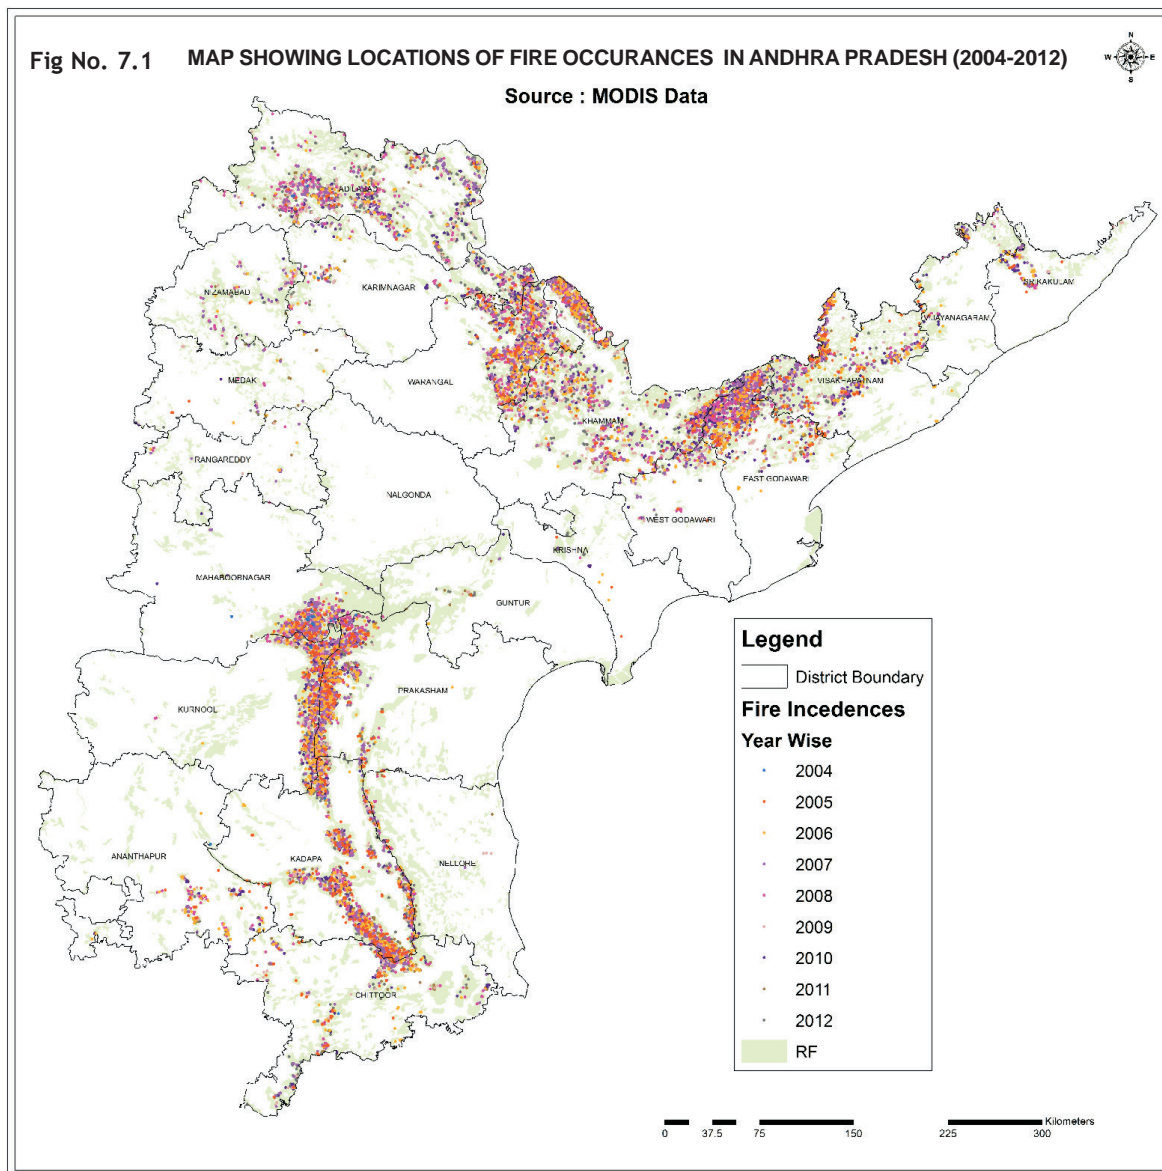 Fig No. 7.1 MAP SHOWING LOCATIONS OF FIRE OCCURANCES IN ANDHRA PRADESH (2004-2012)
Source : MODIS Data
N
W E
S
ADILABAD
NIZAMABAD
KARIMNAGAR
SRIKAKULAM
VIJAYANAGARAM
MEDAK
WARANGAL
VISAKHAPATNAM
KHAMMAM
RANGAREDDY
EAST GODAWARI
NALGONDA
WEST GODAWARI
KRISHNA
MAHABOOBNAGAR
GUNTUR
PRAKASHAM
KURNOOL
ANANTHAPUR
KADAPA
NELLORE
CHITTOOR
Legend
District Boundary
Fire Incedences
Year Wise
2004
2005
2006
2007
2008
2009
2010
2011
2012
RF
Kilometers
0 37.5 75 150 225 300